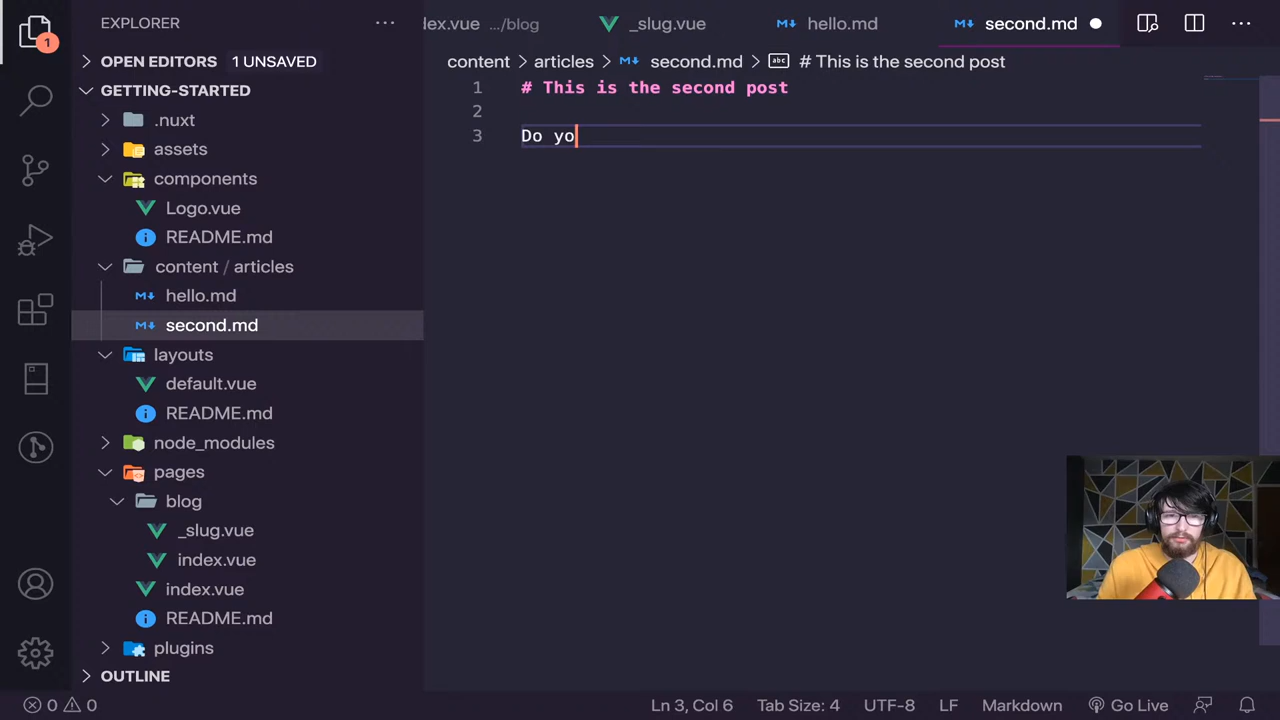 EXPLORER
1
OPEN EDITORS 1 UNSAVED
GETTING-STARTED
.nuxt
assets
components
Logo.vue
README.md
content / articles
hello.md
second.md
layouts
default.vue
README.md
node_modules
pages
blog
_slug.vue
index.vue
index.vue
README.md
plugins
OUTLINE
dex.vue .../blog
_slug.vue
hello.md
second.md
content > articles > second.md > abc # This is the second post
1 # This is the second post
2
3 Do yo
0 0
Ln 3, Col 6 Tab Size: 4 UTF-8 LF Markdown Go Live